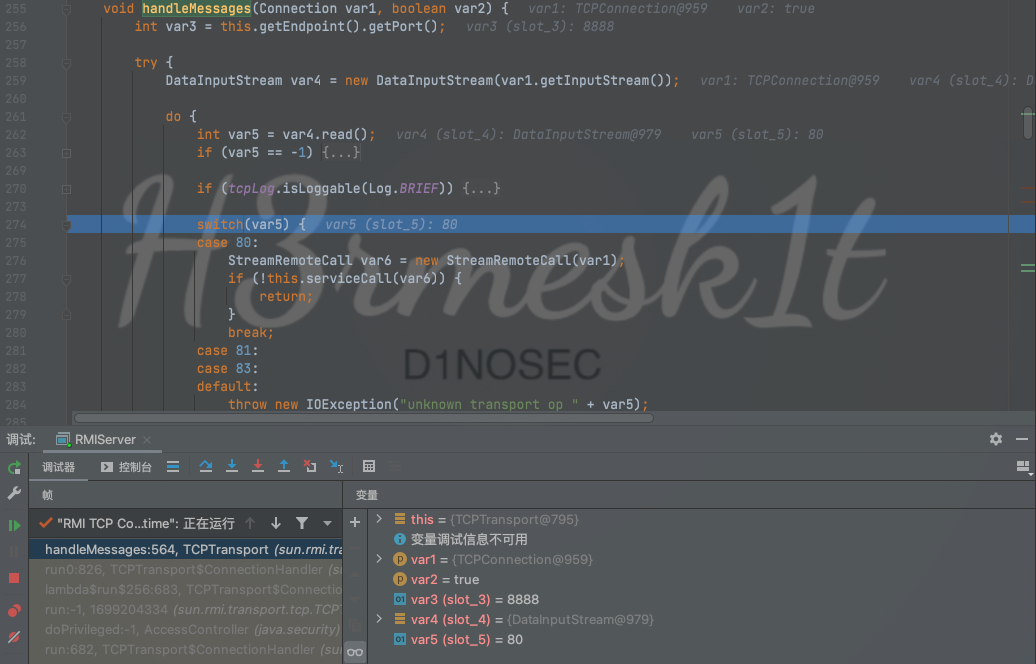 255 void handleMessages(Connection var1, boolean var2) { var1: TCPConnection@959 var2: true
256 int var3 = this.getEndpoint().getPort(); var3 (slot_3): 8888
257
258 try {
259 DataInputStream var4 = new DataInputStream(var1.getInputStream()); var1: TCPConnection@959 var4 (slot_4): D
260
261 do {
262 int var5 = var4.read(); var4 (slot_4): DataInputStream@979 var5 (slot_5): 80
263 if (var5 == -1) {...}
269
270 if (tcpLog.isLoggable(Log.BRIEF)) {...}
273
274 switch(var5) { var5 (slot_5): 80
275 case 80:
276 StreamRemoteCall var6 = new StreamRemoteCall(var1);
277 if (!this.serviceCall(var6)) {
278 return;
279 }
280 break;
281 case 81:
282 case 83:
283 default:
284 throw new IOException("unknown transport op " + var5);
285
H3rmesk1t
D1NOSEC
调试: RMIServer ×
调试器 控制台
帧 变量
"RMI TCP Co...time": 正在运行
handleMessages:564, TCPTransport (sun.rmi.tra
run0:826, TCPTransport$ConnectionHandler (su
lambda$run$256:683, TCPTransport$Connectio
run:-1, 1699204334 (sun.rmi.transport.tcp.TCP
doPrivileged:-1, AccessController (java.security)
run:682, TCPTransport$ConnectionHandler (su
this = {TCPTransport@795}
变量调试信息不可用
var1 = {TCPConnection@959}
var2 = true
var3 (slot_3) = 8888
var4 (slot_4) = {DataInputStream@979}
var5 (slot_5) = 80